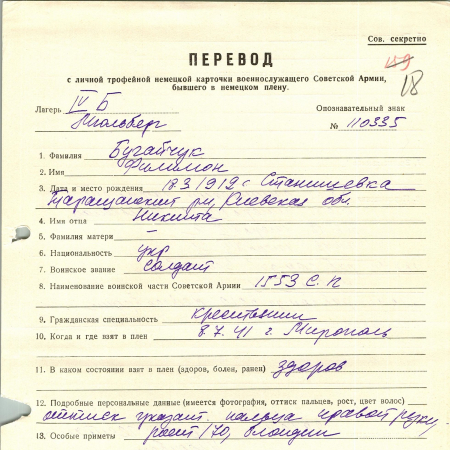 Сов. секретно
159
18
ПЕРЕВОД
с личной трофейной немецкой карточки военнослужащего Советской Армии,
бывшего в немецком плену.
Лагерь IV Б Опознавательный знак
Мюльберг № 110335
1. Фамилия Бугайчук
2. Имя Филимон
3. Дата и место рождения 18 3 1912 г Станишевка
Таращанский рн, Киевская обл.
4. Имя отца Никита
5. Фамилия матери –
6. Национальность укр
7. Воинское звание солдат
8. Наименование воинской части Советской Армии 1553 С. П
9. Гражданская специальность крестьянин
10. Когда и где взят в плен 8.7. 41 г. Мирополь
11. В каком состоянии взят в плен (здоров, болен, ранен) здоров
12. Подробные персональные данные (имеется фотография, оттиск пальцев, рост, цвет волос)
оттиск указат. пальца правой руки,
13. Особые приметы рост 170, блондин